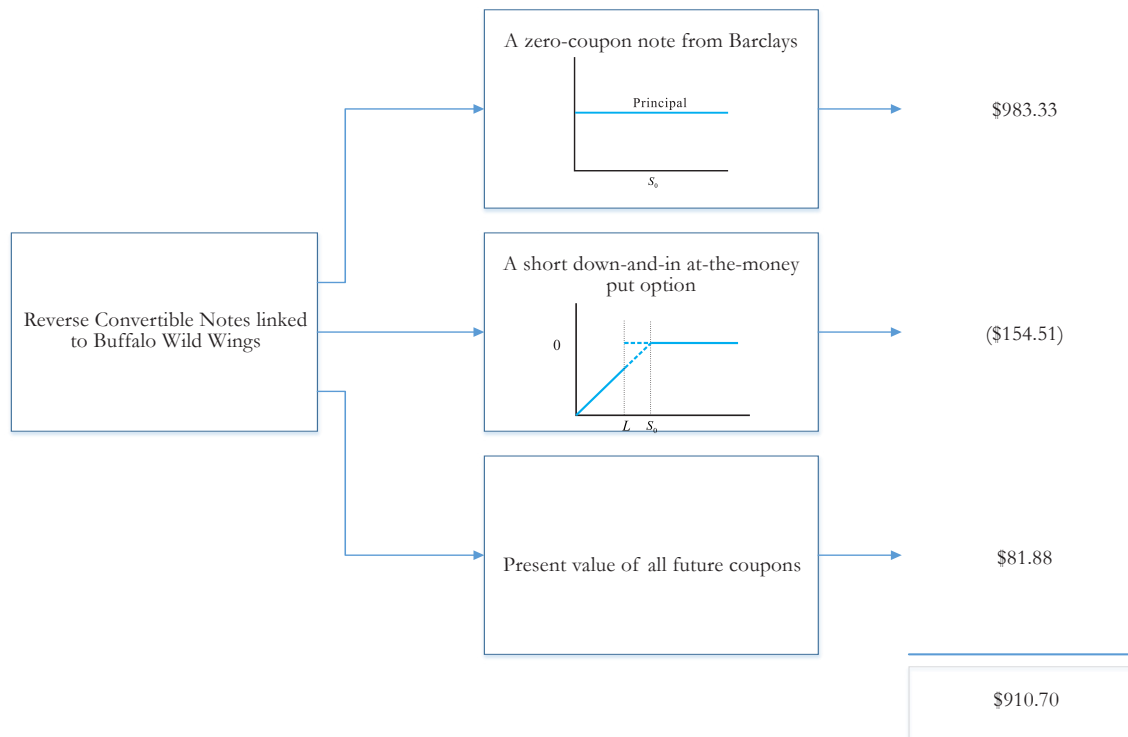 A zero-coupon note from Barclays
Principal
S₀
$983.33
Reverse Convertible Notes linked
to Buffalo Wild Wings
A short down-and-in at-the-money
put option
0
L S₀
($154.51)
Present value of all future coupons
$81.88
$910.70